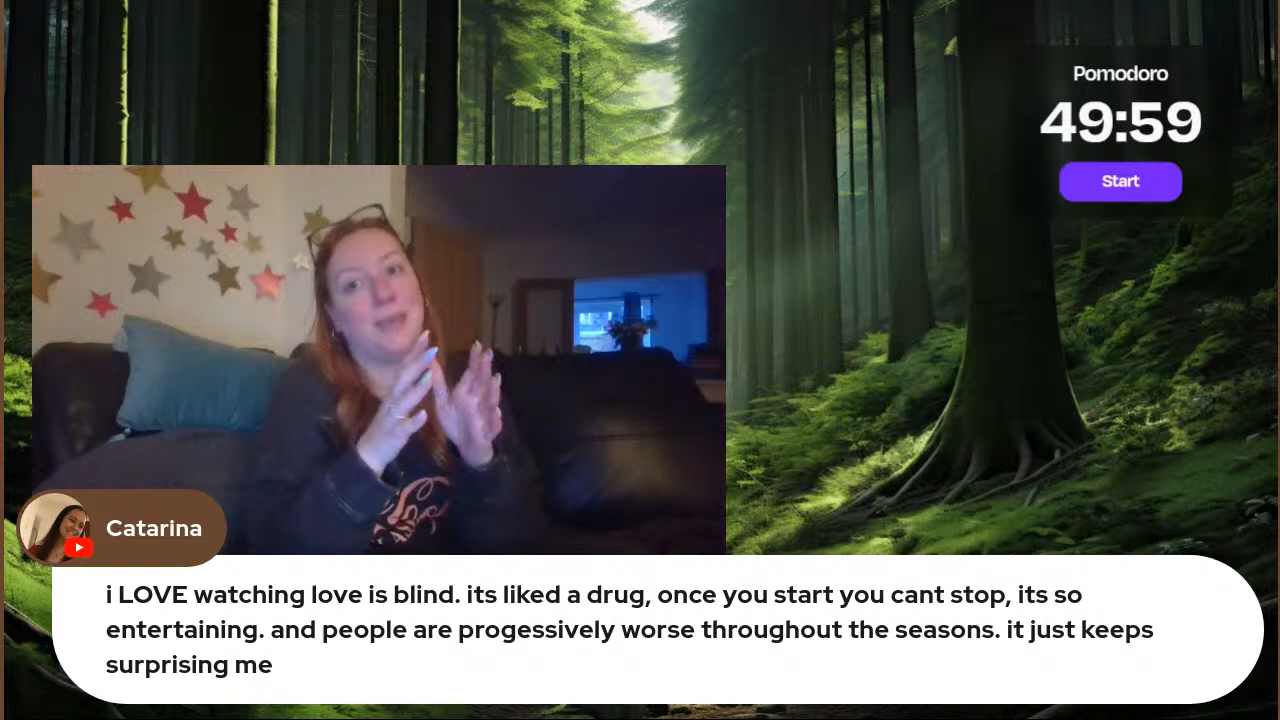 Pomodoro
49:59
Start
Catarina
i LOVE watching love is blind. its liked a drug, once you start you cant stop, its so
entertaining. and people are progessively worse throughout the seasons. it just keeps
surprising me